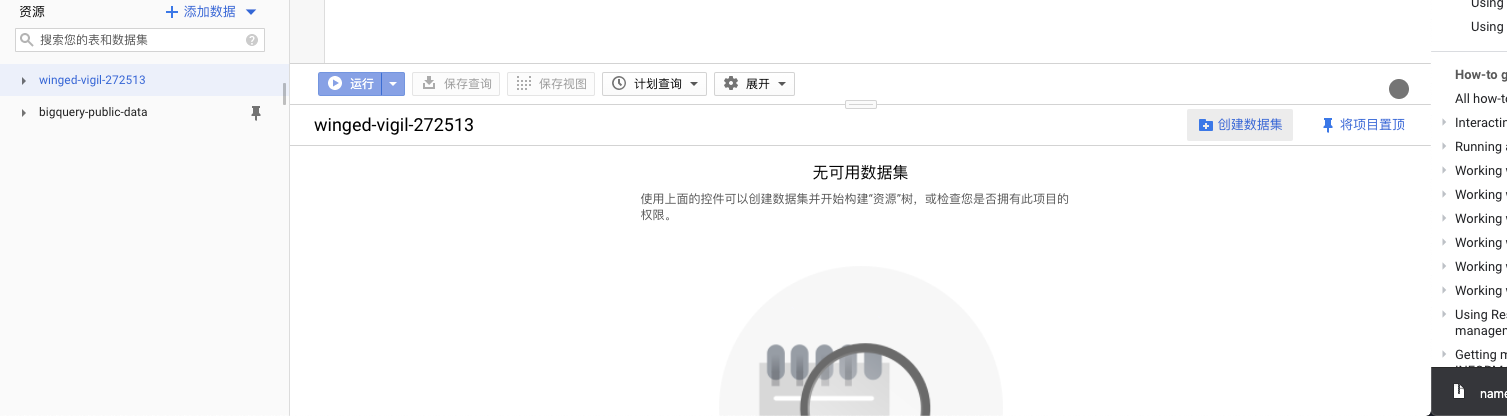 资源
添加数据
搜索您的表和数据集
winged-vigil-272513
bigquery-public-data
运行
保存查询
保存视图
计划查询
展开
winged-vigil-272513
创建数据集
将项目置顶
无可用数据集
使用上面的控件可以创建数据集并开始构建“资源”树，或检查您是否拥有此项目的
权限。
Using
Using
How-to g
All how-t
Interactin
Running a
Working
Working
Working
Working
Working
Working
Using Re
managem
Getting m
name